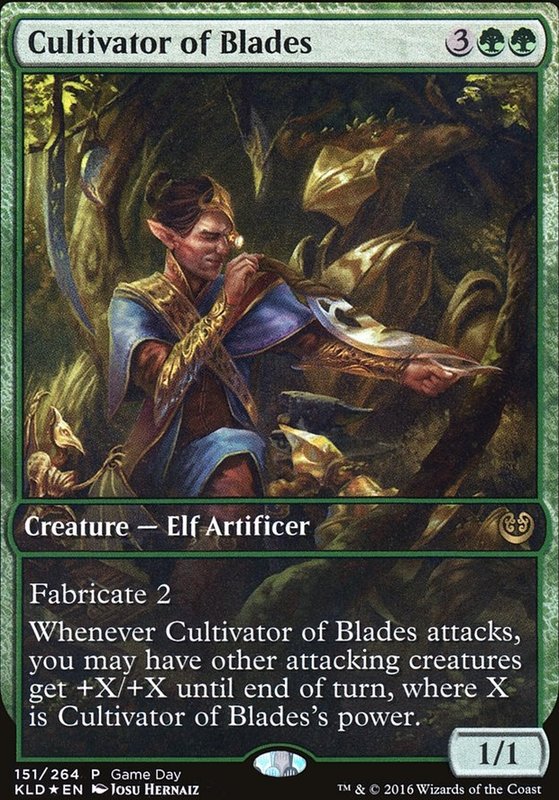 Cultivator of Blades 3
Creature — Elf Artificer
Fabricate 2
Whenever Cultivator of Blades attacks,
you may have other attacking creatures
get +X/+X until end of turn, where X
is Cultivator of Blades's power.
1/1
151/264 P Game Day
KLD ★ EN Josu Hernaiz
™ & © 2016 Wizards of the Coast